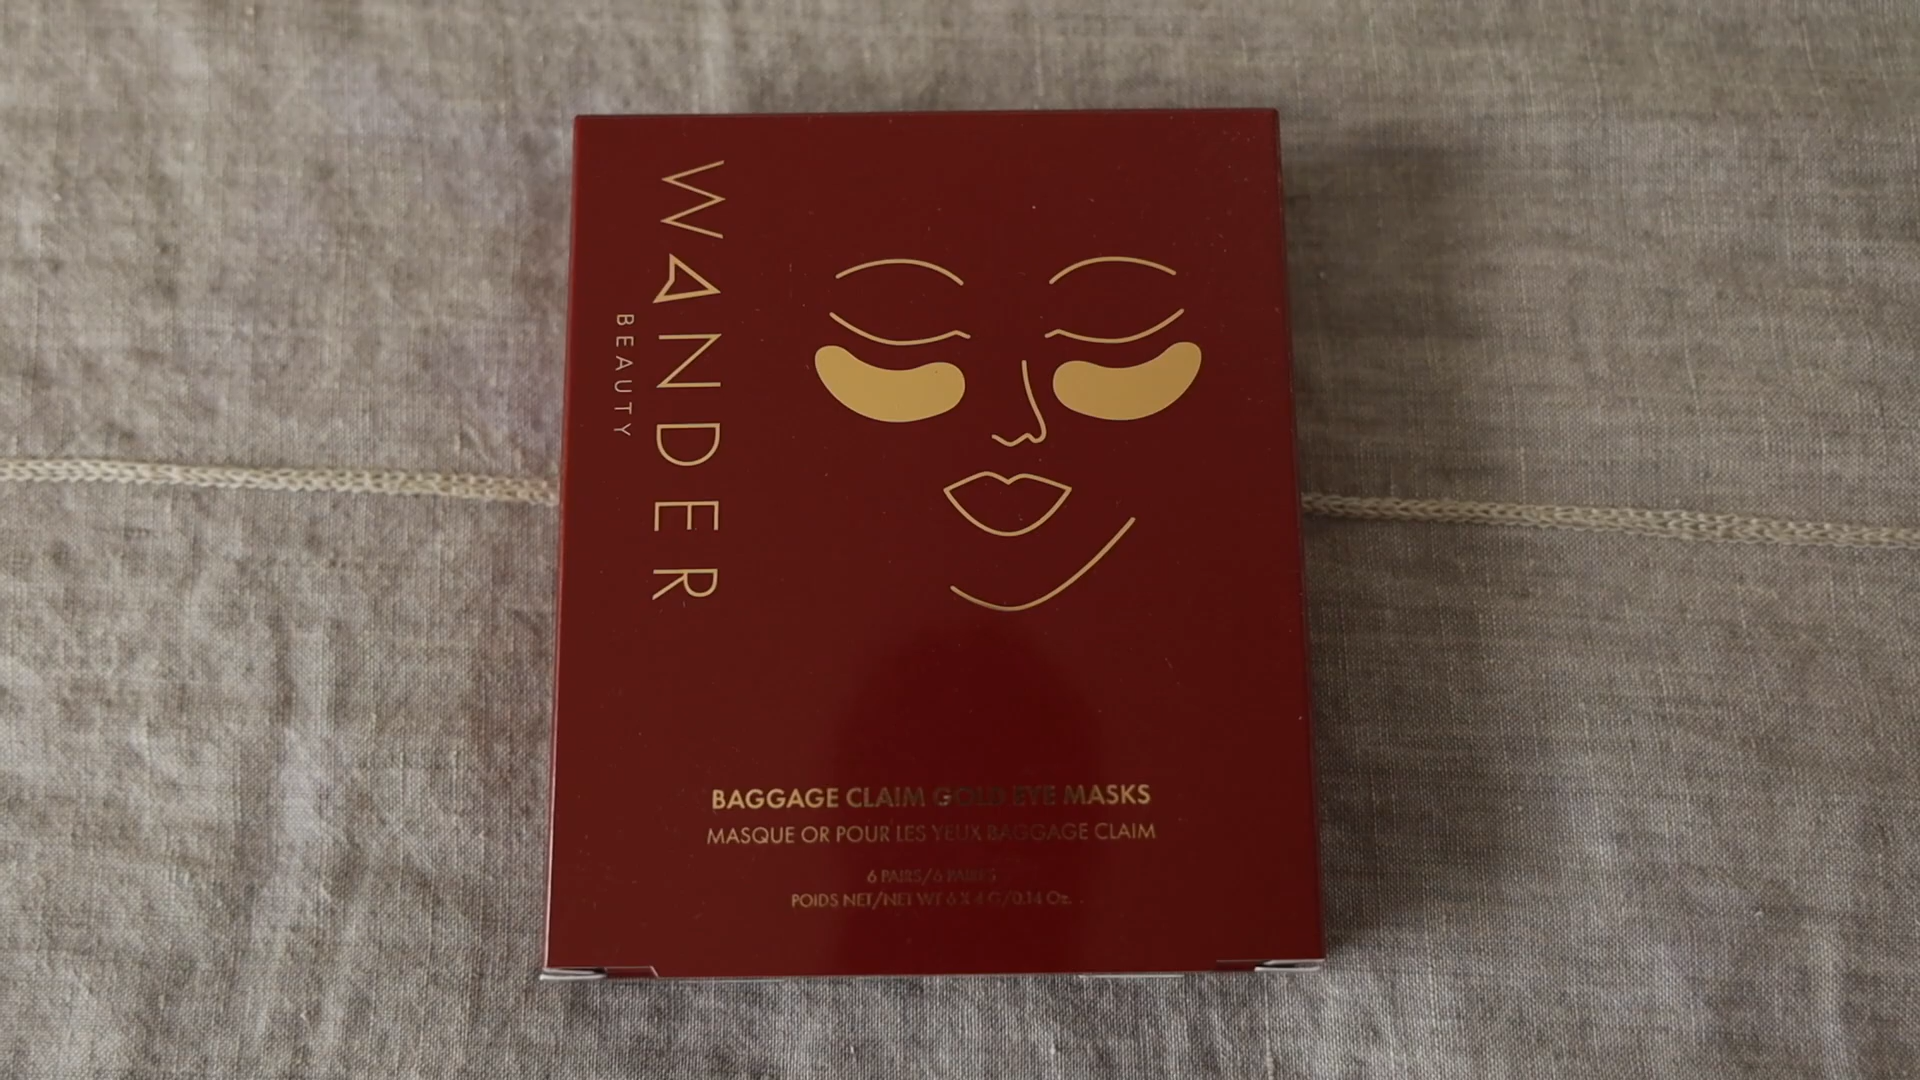 WANDER
BEAUTY
BAGGAGE CLAIM GOLD EYE MASKS
MASQUE OR POUR LES YEUX BAGGAGE CLAIM
6 PAIRS/6 PAIRES
POIDS NET/NET WT 6 X 4 G/0.14 Oz.